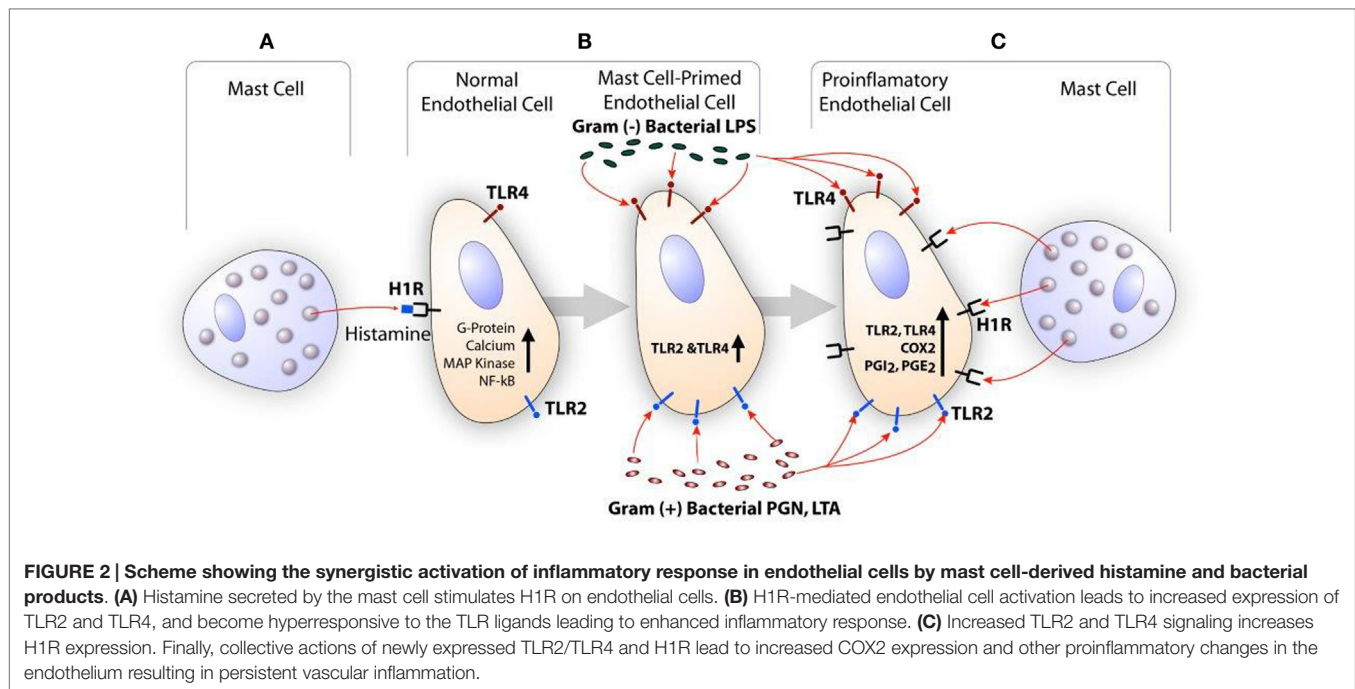 A
B
C
Mast Cell
Normal
Endothelial Cell
Mast Cell-Primed
Endothelial Cell
Proinflamatory
Endothelial Cell
Mast Cell
Gram (-) Bacterial LPS
TLR4
TLR4
H1R
Histamine
G-Protein
Calcium
MAP Kinase
NF-kB
TLR2 &TLR4
TLR2, TLR4
COX2
PGI2, PGE2
H1R
TLR2
TLR2
Gram (+) Bacterial PGN, LTA
FIGURE 2 | Scheme showing the synergistic activation of inflammatory response in endothelial cells by mast cell-derived histamine and bacterial
products. (A) Histamine secreted by the mast cell stimulates H1R on endothelial cells. (B) H1R-mediated endothelial cell activation leads to increased expression of
TLR2 and TLR4, and become hyperresponsive to the TLR ligands leading to enhanced inflammatory response. (C) Increased TLR2 and TLR4 signaling increases
H1R expression. Finally, collective actions of newly expressed TLR2/TLR4 and H1R lead to increased COX2 expression and other proinflammatory changes in the
endothelium resulting in persistent vascular inflammation.